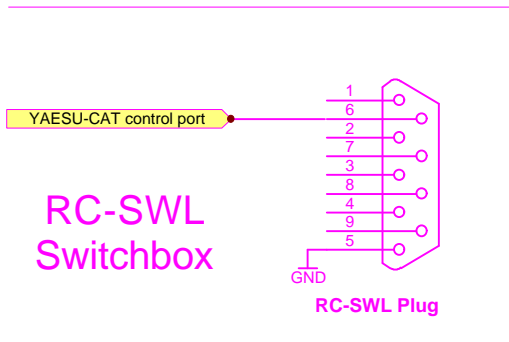 1
YAESU-CAT control port
6
2
7
3
8
4
9
5
RC-SWL
Switchbox
GND
RC-SWL Plug